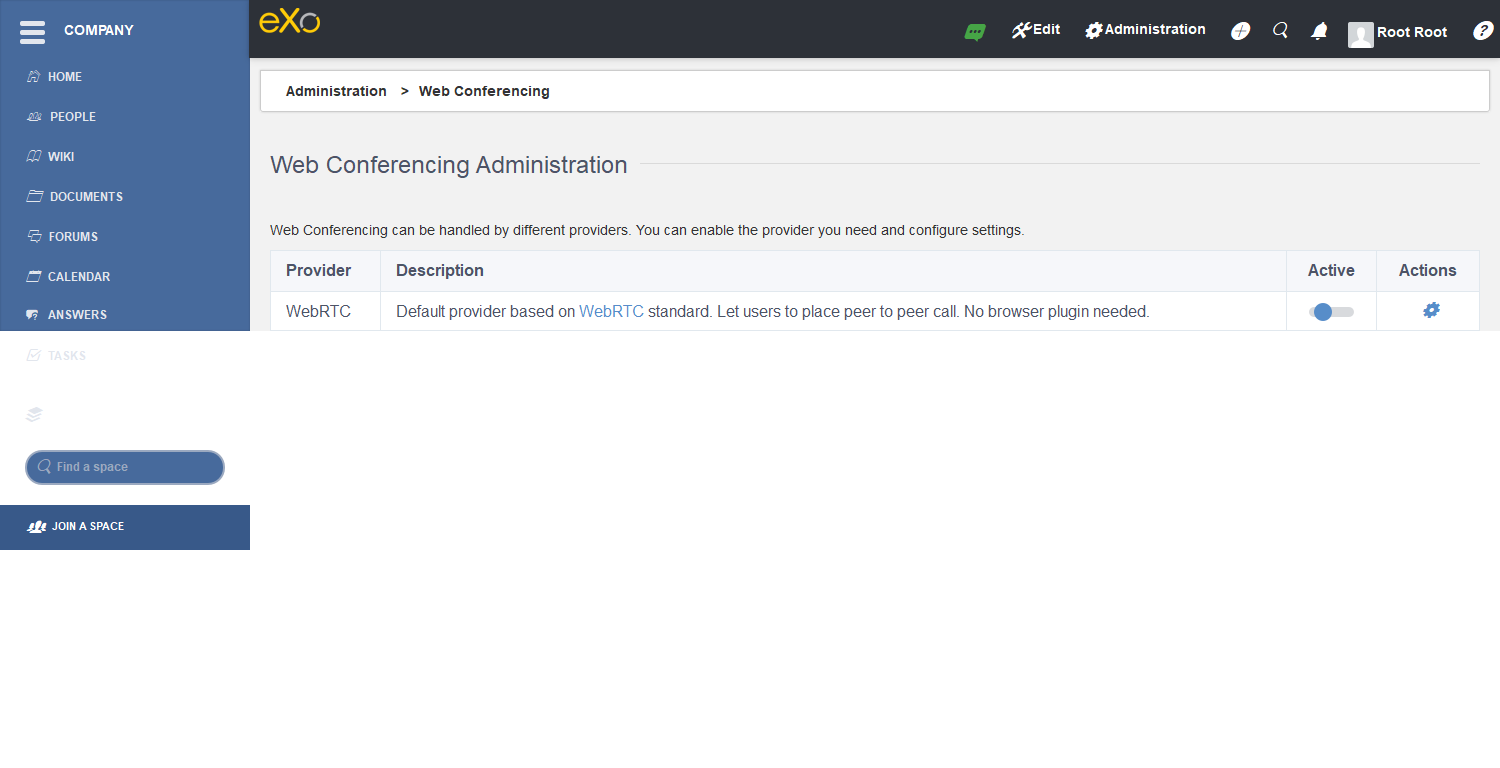 COMPANY
eXo
Edit
Administration
Root Root
?
HOME
PEOPLE
WIKI
DOCUMENTS
FORUMS
CALENDAR
ANSWERS
TASKS
Find a space
JOIN A SPACE
Administration > Web Conferencing
Web Conferencing Administration
Web Conferencing can be handled by different providers. You can enable the provider you need and configure settings.
Provider Description Active Actions
WebRTC Default provider based on WebRTC standard. Let users to place peer to peer call. No browser plugin needed.